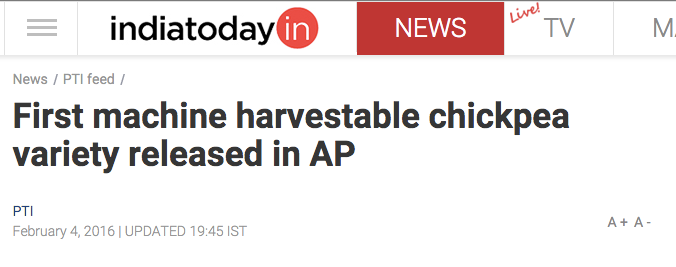 indiatoday in NEWS Live! TV MA
News / PTI feed /
First machine harvestable chickpea
variety released in AP
PTI
February 4, 2016 | UPDATED 19:45 IST
A + A -